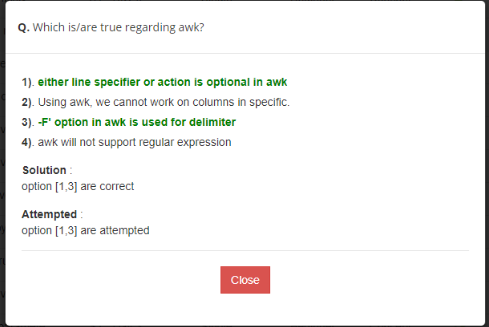 Q. Which is/are true regarding awk?
1). either line specifier or action is optional in awk
2). Using awk, we cannot work on columns in specific.
3). -F' option in awk is used for delimiter
4). awk will not support regular expression
Solution :
option [1,3] are correct
Attempted :
option [1,3] are attempted
Close